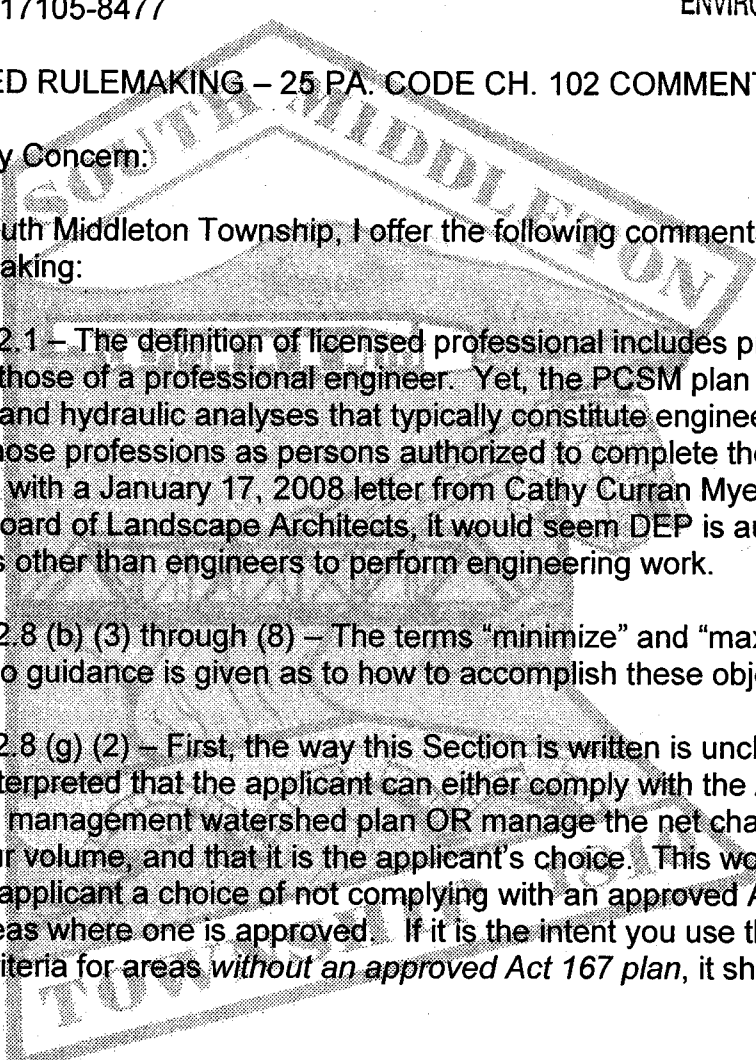 17105-8477
ENVIRO
ED RULEMAKING – 25 PA. CODE CH. 102 COMMENT
y Concern:
uth Middleton Township, I offer the following comment
aking:
2.1 – The definition of licensed professional includes p
those of a professional engineer. Yet, the PCSM plan
and hydraulic analyses that typically constitute enginee
hose professions as persons authorized to complete the
with a January 17, 2008 letter from Cathy Curran Mye
oard of Landscape Architects, it would seem DEP is au
s other than engineers to perform engineering work.
2.8 (b) (3) through (8) – The terms “minimize” and “max
o guidance is given as to how to accomplish these obj
2.8 (g) (2) – First, the way this Section is written is uncl
terpreted that the applicant can either comply with the
management watershed plan OR manage the net cha
ur volume, and that it is the applicant's choice. This wo
applicant a choice of not complying with an approved A
eas where one is approved. If it is the intent you use th
iteria for areas without an approved Act 167 plan, it sh
SOUTH MIDDLETON
TOWNSHIP